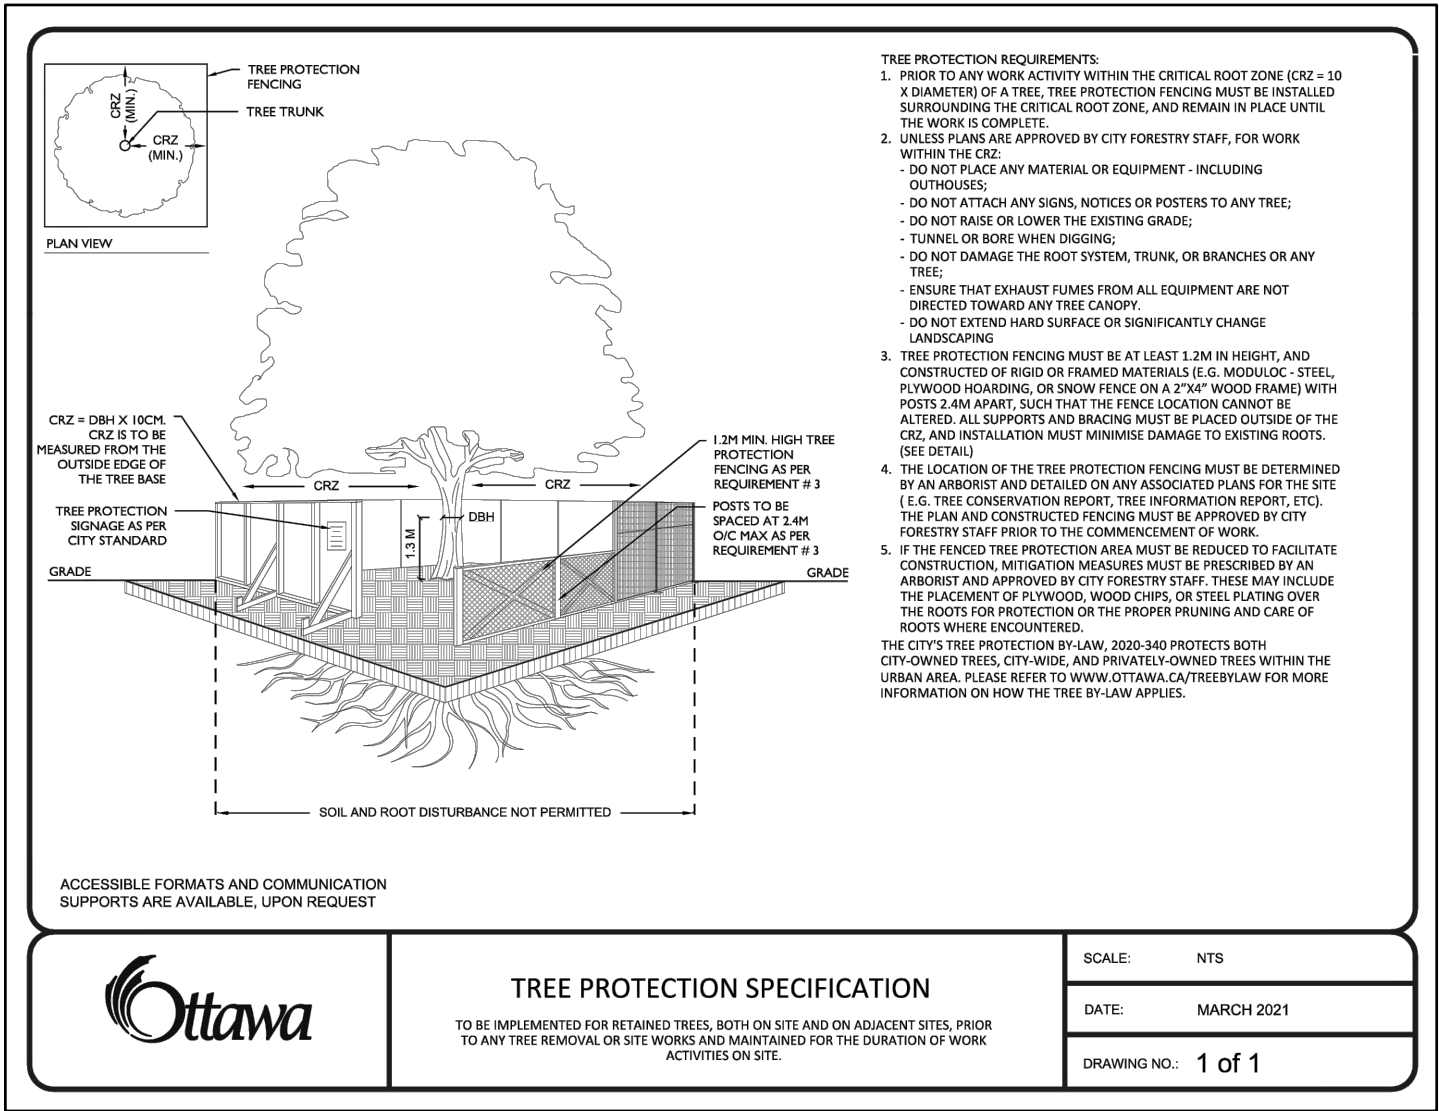 TREE PROTECTION
FENCING
TREE TRUNK
CRZ
(MIN.)
CRZ
(MIN.)
PLAN VIEW
CRZ = DBH X 10CM.
CRZ IS TO BE
MEASURED FROM THE
OUTSIDE EDGE OF
THE TREE BASE
TREE PROTECTION
SIGNAGE AS PER
CITY STANDARD
GRADE
CRZ
CRZ
DBH
1.3 M
1.2M MIN. HIGH TREE
PROTECTION
FENCING AS PER
REQUIREMENT # 3
POSTS TO BE
SPACED AT 2.4M
O/C MAX AS PER
REQUIREMENT # 3
GRADE
SOIL AND ROOT DISTURBANCE NOT PERMITTED
ACCESSIBLE FORMATS AND COMMUNICATION
SUPPORTS ARE AVAILABLE, UPON REQUEST
TREE PROTECTION REQUIREMENTS:
1. PRIOR TO ANY WORK ACTIVITY WITHIN THE CRITICAL ROOT ZONE (CRZ = 10
X DIAMETER) OF A TREE, TREE PROTECTION FENCING MUST BE INSTALLED
SURROUNDING THE CRITICAL ROOT ZONE, AND REMAIN IN PLACE UNTIL
THE WORK IS COMPLETE.
2. UNLESS PLANS ARE APPROVED BY CITY FORESTRY STAFF, FOR WORK
WITHIN THE CRZ:
- DO NOT PLACE ANY MATERIAL OR EQUIPMENT - INCLUDING
OUTHOUSES;
- DO NOT ATTACH ANY SIGNS, NOTICES OR POSTERS TO ANY TREE;
- DO NOT RAISE OR LOWER THE EXISTING GRADE;
- TUNNEL OR BORE WHEN DIGGING;
- DO NOT DAMAGE THE ROOT SYSTEM, TRUNK, OR BRANCHES OR ANY
TREE;
- ENSURE THAT EXHAUST FUMES FROM ALL EQUIPMENT ARE NOT
DIRECTED TOWARD ANY TREE CANOPY.
- DO NOT EXTEND HARD SURFACE OR SIGNIFICANTLY CHANGE
LANDSCAPING
3. TREE PROTECTION FENCING MUST BE AT LEAST 1.2M IN HEIGHT, AND
CONSTRUCTED OF RIGID OR FRAMED MATERIALS (E.G. MODULOC - STEEL,
PLYWOOD HOARDING, OR SNOW FENCE ON A 2”X4” WOOD FRAME) WITH
POSTS 2.4M APART, SUCH THAT THE FENCE LOCATION CANNOT BE
ALTERED. ALL SUPPORTS AND BRACING MUST BE PLACED OUTSIDE OF THE
CRZ, AND INSTALLATION MUST MINIMISE DAMAGE TO EXISTING ROOTS.
(SEE DETAIL)
4. THE LOCATION OF THE TREE PROTECTION FENCING MUST BE DETERMINED
BY AN ARBORIST AND DETAILED ON ANY ASSOCIATED PLANS FOR THE SITE
( E.G. TREE CONSERVATION REPORT, TREE INFORMATION REPORT, ETC).
THE PLAN AND CONSTRUCTED FENCING MUST BE APPROVED BY CITY
FORESTRY STAFF PRIOR TO THE COMMENCEMENT OF WORK.
5. IF THE FENCED TREE PROTECTION AREA MUST BE REDUCED TO FACILITATE
CONSTRUCTION, MITIGATION MEASURES MUST BE PRESCRIBED BY AN
ARBORIST AND APPROVED BY CITY FORESTRY STAFF. THESE MAY INCLUDE
THE PLACEMENT OF PLYWOOD, WOOD CHIPS, OR STEEL PLATING OVER
THE ROOTS FOR PROTECTION OR THE PROPER PRUNING AND CARE OF
ROOTS WHERE ENCOUNTERED.
THE CITY'S TREE PROTECTION BY-LAW, 2020-340 PROTECTS BOTH
CITY-OWNED TREES, CITY-WIDE, AND PRIVATELY-OWNED TREES WITHIN THE
URBAN AREA. PLEASE REFER TO WWW.OTTAWA.CA/TREEBYLAW FOR MORE
INFORMATION ON HOW THE TREE BY-LAW APPLIES.
Ottawa
TREE PROTECTION SPECIFICATION
TO BE IMPLEMENTED FOR RETAINED TREES, BOTH ON SITE AND ON ADJACENT SITES, PRIOR
TO ANY TREE REMOVAL OR SITE WORKS AND MAINTAINED FOR THE DURATION OF WORK
ACTIVITIES ON SITE.
SCALE: NTS
DATE: MARCH 2021
DRAWING NO.: 1 of 1